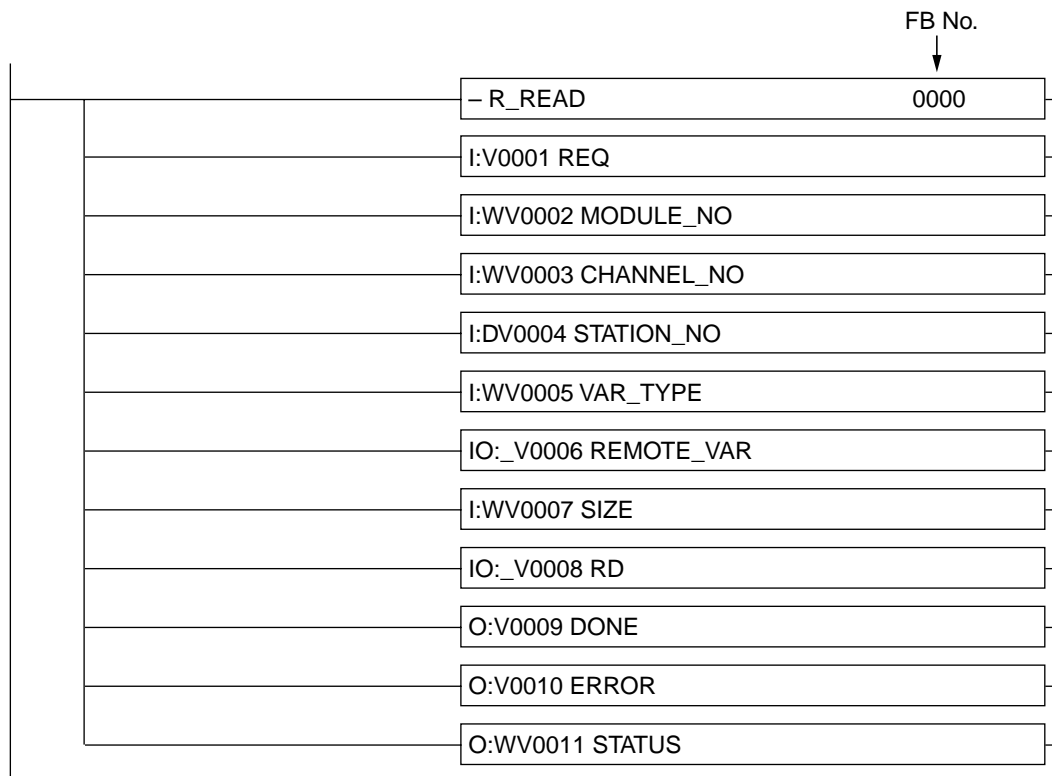 FB No.
– R_READ 0000
I:V0001 REQ
I:WV0002 MODULE_NO
I:WV0003 CHANNEL_NO
I:DV0004 STATION_NO
I:WV0005 VAR_TYPE
IO:_V0006 REMOTE_VAR
I:WV0007 SIZE
IO:_V0008 RD
O:V0009 DONE
O:V0010 ERROR
O:WV0011 STATUS